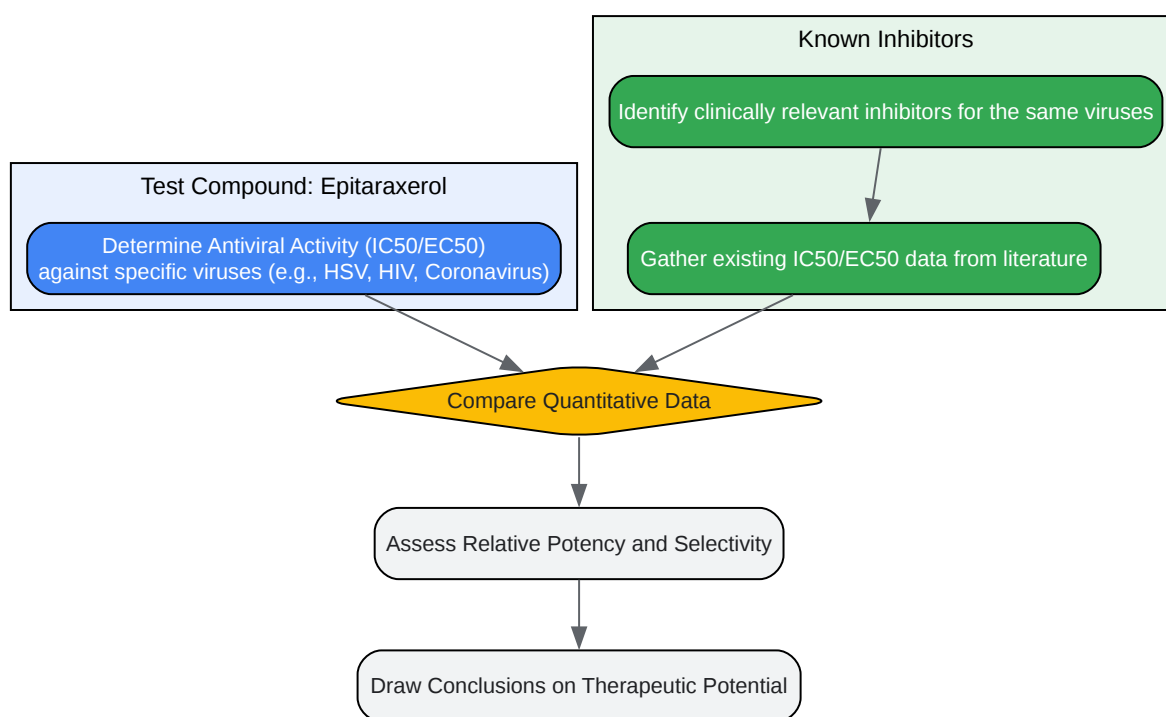 Known Inhibitors
Identify clinically relevant inhibitors for the same viruses
Test Compound: Epitaraxerol
Determine Antiviral Activity (IC50/EC50)
against specific viruses (e.g., HSV, HIV, Coronavirus)
Gather existing IC50/EC50 data from literature
Compare Quantitative Data
Assess Relative Potency and Selectivity
Draw Conclusions on Therapeutic Potential